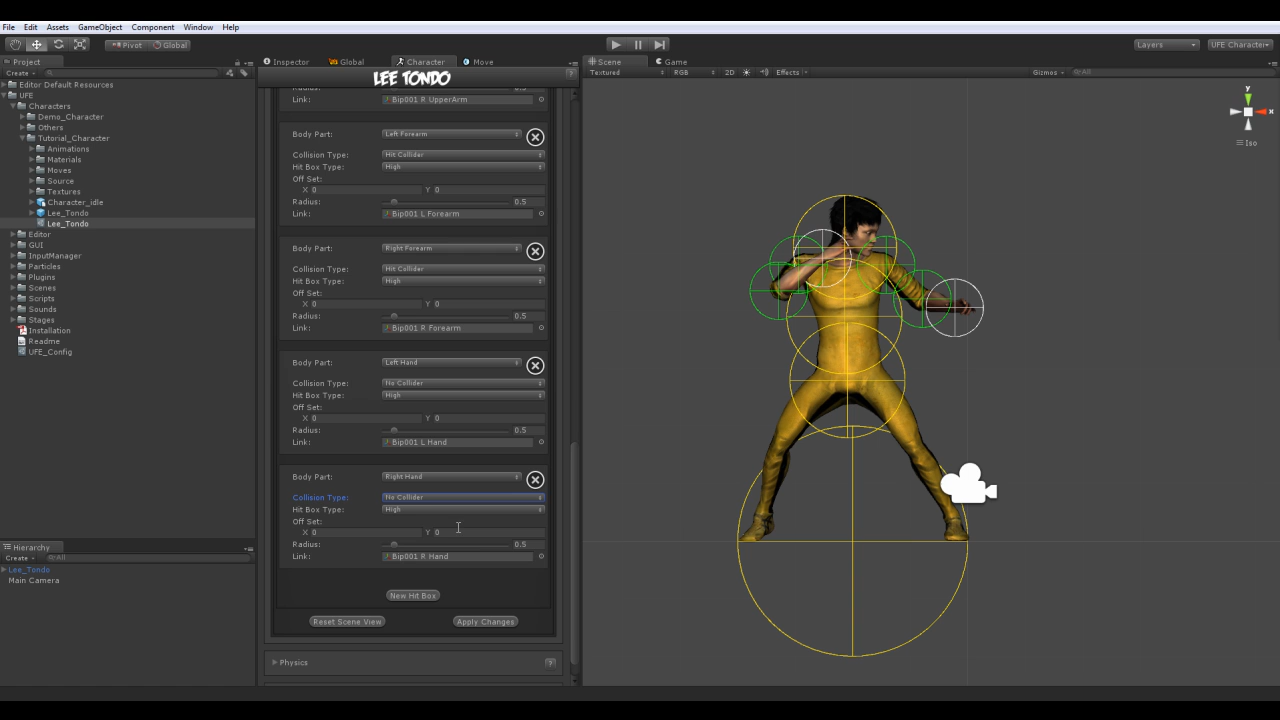 File Edit Assets GameObject Component Window Help
Pivot Global
Layers UFE Character
Project
Create
Editor Default Resources
UFE
Characters
Demo_Character
Others
Tutorial_Character
Animations
Materials
Moves
Source
Textures
Character_idle
Lee_Tondo
Lee_Tondo
Editor
GUI
InputManager
Particles
Plugins
Scenes
Scripts
Sounds
Stages
Installation
Readme
UFE_Config
Hierarchy
Create All
Lee_Tondo
Main Camera
Inspector Global Character Move
LEE TONDO
?
Radius: 0.5
Link: Bip001 R UpperArm
Body Part: Left Forearm
Collision Type: Hit Collider
Hit Box Type: High
Off Set:
X 0 Y 0
Radius: 0.5
Link: Bip001 L Forearm
Body Part: Right Forearm
Collision Type: Hit Collider
Hit Box Type: High
Off Set:
X 0 Y 0
Radius: 0.5
Link: Bip001 R Forearm
Body Part: Left Hand
Collision Type: No Collider
Hit Box Type: High
Off Set:
X 0 Y 0
Radius: 0.5
Link: Bip001 L Hand
Body Part: Right Hand
Collision Type: No Collider
Hit Box Type: High
Off Set:
X 0 Y 0
Radius: 0.5
Link: Bip001 R Hand
New Hit Box
Reset Scene View Apply Changes
Physics ?
Scene Game
Textured RGB 2D Effects Gizmos All
y
x
Iso